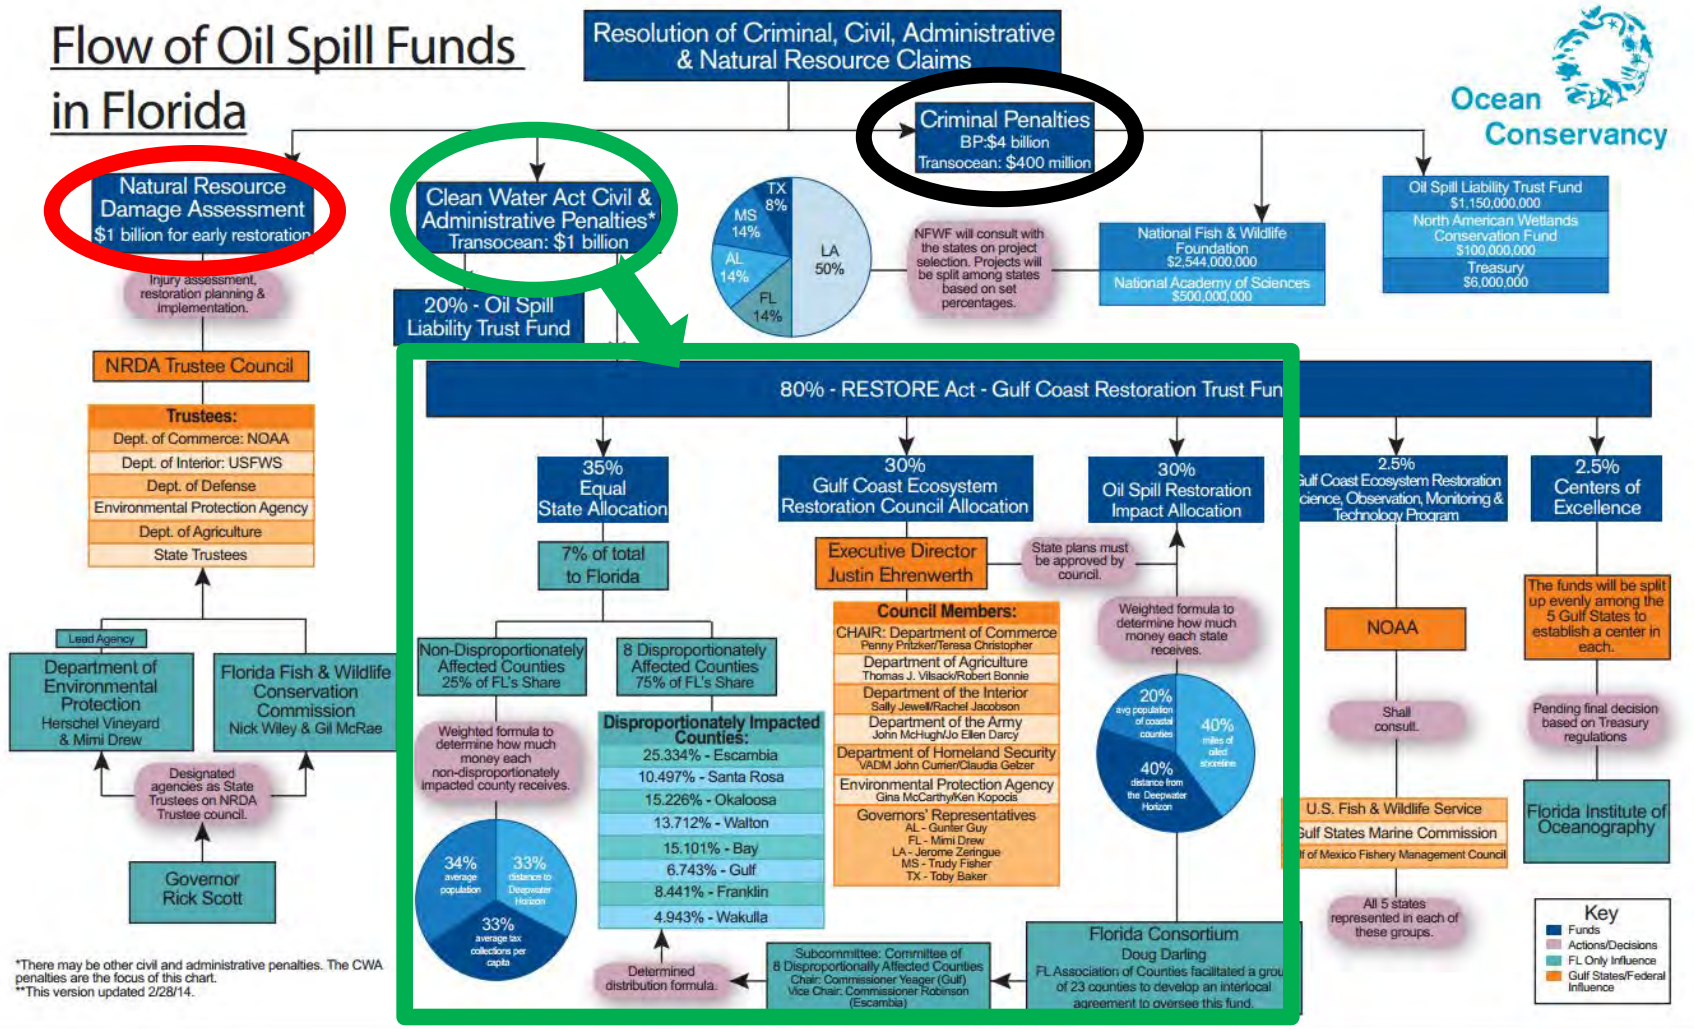 Flow of Oil Spill Funds
in Florida
Resolution of Criminal, Civil, Administrative
& Natural Resource Claims
Ocean
Conservancy
Criminal Penalties
BP:$4 billion
Transocean: $400 million
Natural Resource
Damage Assessment
$1 billion for early restoration
Clean Water Act Civil &
Administrative Penalties*
Transocean: $1 billion
TX
8%
MS
14%
AL
14%
FL
14%
LA
50%
NFWF will consult with
the states on project
selection. Projects will
be split among states
based on set
percentages.
National Fish & Wildlife
Foundation
$2,544,000,000
National Academy of Sciences
$500,000,000
Oil Spill Liability Trust Fund
$1,150,000,000
North American Wetlands
Conservation Fund
$100,000,000
Treasury
$6,000,000
Injury assessment,
restoration planning &
implementation.
20% - Oil Spill
Liability Trust Fund
NRDA Trustee Council
Trustees:
Dept. of Commerce: NOAA
Dept. of Interior: USFWS
Dept. of Defense
Environmental Protection Agency
Dept. of Agriculture
State Trustees
Lead Agency
Department of
Environmental
Protection
Herschel Vineyard
& Mimi Drew
Florida Fish & Wildlife
Conservation
Commission
Nick Wiley & Gil McRae
Designated
agencies as State
Trustees on NRDA
Trustee council.
Governor
Rick Scott
80% - RESTORE Act - Gulf Coast Restoration Trust Fun
35%
Equal
State Allocation
7% of total
to Florida
Non-Disproportionately
Affected Counties
25% of FL's Share
8 Disproportionately
Affected Counties
75% of FL's Share
Weighted formula to
determine how much
money each
non-disproportionately
impacted county receives.
34%
average
population
33%
distance to
Deepwater
Horizon
33%
average tax
collections per
capita
Disproportionately Impacted
Counties:
25.334% - Escambia
10.497% - Santa Rosa
15.226% - Okaloosa
13.712% - Walton
15.101% - Bay
6.743% - Gulf
8.441% - Franklin
4.943% - Wakulla
Determined
distribution formula.
30%
Gulf Coast Ecosystem
Restoration Council Allocation
Executive Director
Justin Ehrenwerth
State plans must
be approved by
council.
Council Members:
CHAIR: Department of Commerce
Penny Pritzker/Teresa Christopher
Department of Agriculture
Thomas J. Vilsack/Robert Bonnie
Department of the Interior
Sally Jewell/Rachel Jacobson
Department of the Army
John McHugh/Jo Ellen Darcy
Department of Homeland Security
VADM John Currier/Claudia Gelzer
Environmental Protection Agency
Gina McCarthy/Ken Kopocis
Governors' Representatives
AL - Gunter Guy
FL - Mimi Drew
LA - Jerome Zeringue
MS - Trudy Fisher
TX - Toby Baker
Subcommittee: Committee of
8 Disproportionally Affected Counties
Chair: Commissioner Yeager (Gulf)
Vice Chair: Commissioner Robinson
(Escambia)
30%
Oil Spill Restoration
Impact Allocation
Weighted formula to
determine how much
money each state
receives.
20%
avg population
of coastal
counties
40%
miles of
oiled
shoreline
40%
distance from
the Deepwater
Horizon
Florida Consortium
Doug Darling
FL Association of Counties facilitated a grou
of 23 counties to develop an interlocal
agreement to oversee this fund.
2.5%
Gulf Coast Ecosystem Restoration
cience, Observation, Monitoring &
Technology Program
NOAA
Shall
consult.
U.S. Fish & Wildlife Service
Gulf States Marine Commission
lf of Mexico Fishery Management Council
All 5 states
represented in each of
these groups.
2.5%
Centers of
Excellence
The funds will be split
up evenly among the
5 Gulf States to
establish a center in
each.
Pending final decision
based on Treasury
regulations
Florida Institute of
Oceanography
Key
Funds
Actions/Decisions
FL Only Influence
Gulf States/Federal
Influence
*There may be other civil and administrative penalties. The CWA
penalties are the focus of this chart.
**This version updated 2/28/14.